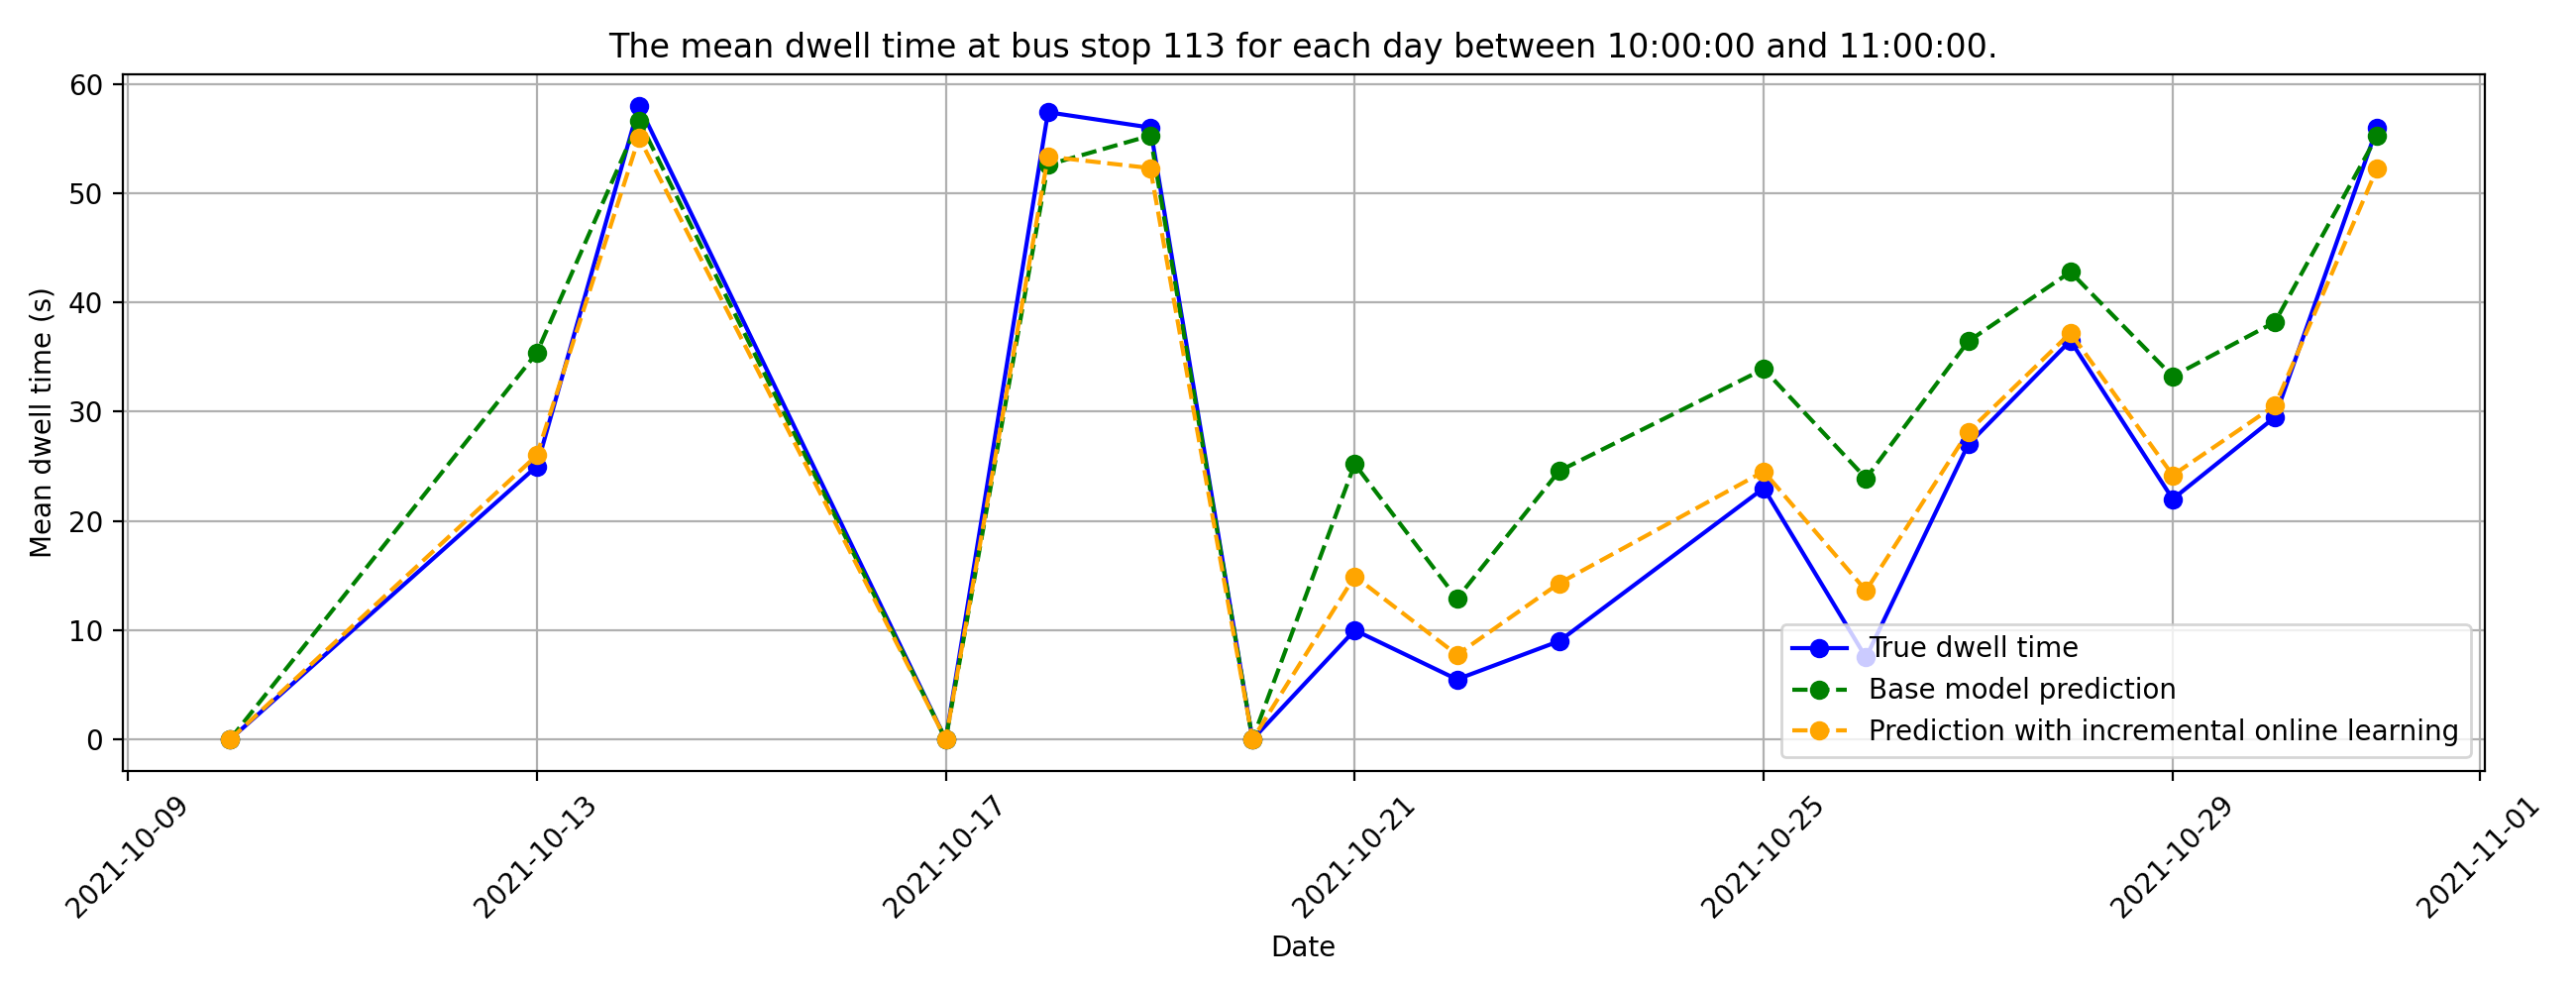 The mean dwell time at bus stop 113 for each day between 10:00:00 and 11:00:00.
Mean dwell time (s)
60
50
40
30
20
10
0
True dwell time
Base model prediction
Prediction with incremental online learning
2021-10-09
2021-10-13
2021-10-17
2021-10-21
2021-10-25
2021-10-29
2021-11-01
Date